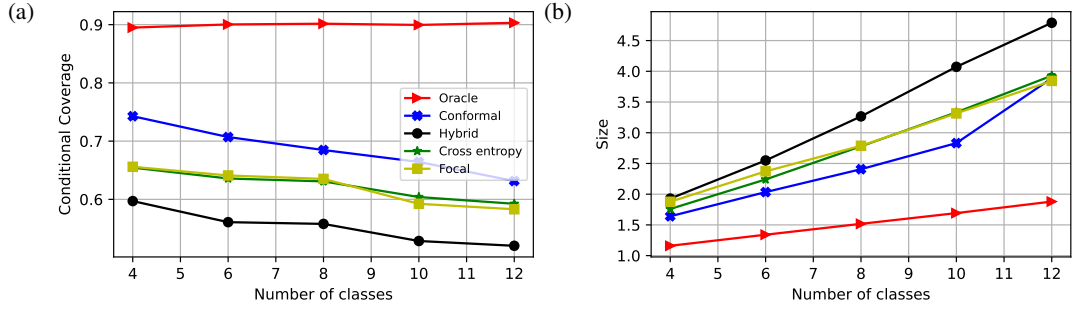 (a)
Conditional Coverage
0.9
0.8
0.7
0.6
Oracle
Conformal
Hybrid
Cross entropy
Focal
4 5 6 7 8 9 10 11 12
Number of classes
(b)
Size
4.5
4.0
3.5
3.0
2.5
2.0
1.5
1.0
4 5 6 7 8 9 10 11 12
Number of classes